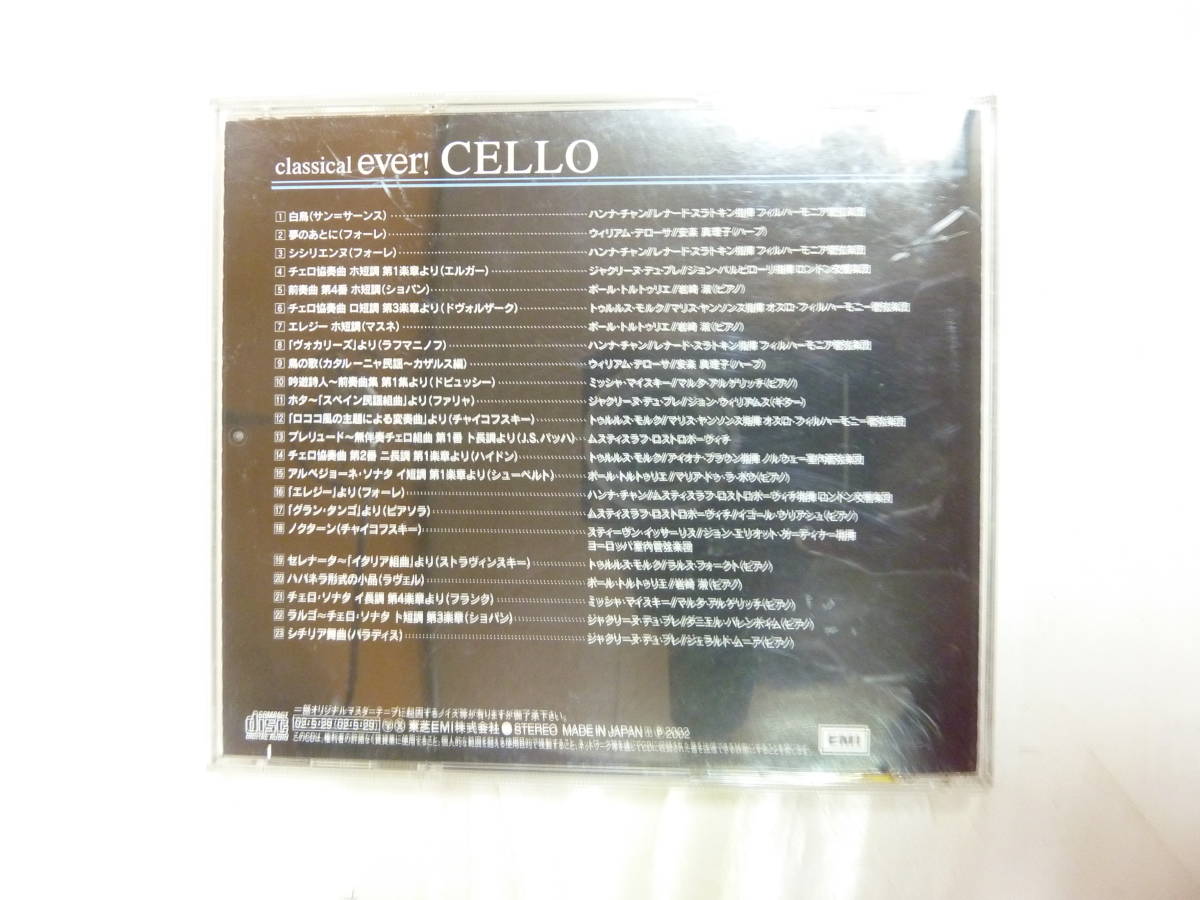 classical ever! CELLO
1 白鳥(サン=サーンス) ハンナ・チャン//レナード・スラトキン指揮 フィルハーモニア管弦楽団
2 夢のあとに(フォーレ) ウィリアム・デローサ//安楽 真理子(ハープ)
3 シシリエンヌ(フォーレ) ハンナ・チャン//レナード・スラトキン指揮 フィルハーモニア管弦楽団
4 チェロ協奏曲 ホ短調 第1楽章より(エルガー) ジャクリーヌ・デュ・プレ//ジョン・バルビローリ指揮 ロンドン交響楽団
5 前奏曲 第4番 ホ短調(ショパン) ポール・トルトゥリエ//岩崎 淑(ピアノ)
6 チェロ協奏曲 ロ短調 第3楽章より(ドヴォルザーク) トゥルルス・モルク//マリス・ヤンソンス指揮 オスロ・フィルハーモニー管弦楽団
7 エレジー ホ短調(マスネ) ポール・トルトゥリエ//岩崎 淑(ピアノ)
8 「ヴォカリーズ」より(ラフマニノフ) ハンナ・チャン//レナード・スラトキン指揮 フィルハーモニア管弦楽団
9 鳥の歌(カタルーニャ民謡～カザルス編) ウィリアム・デローサ//安楽 真理子(ハープ)
10 吟遊詩人～前奏曲集 第1集より(ドビュッシー) ミッシャ・マイスキー//マルタ・アルゲリッチ(ピアノ)
11 ホタ～「スペイン民謡組曲」より(ファリャ) ジャクリーヌ・デュ・プレ//ジョン・ウィリアムス(ギター)
12 「ロココ風の主題による変奏曲」より(チャイコフスキー) トゥルルス・モルク//マリス・ヤンソンス指揮 オスロ・フィルハーモニー管弦楽団
13 プレリュード～無伴奏チェロ組曲 第1番 ト長調より(J.S.バッハ) ムスティスラフ・ロストロポーヴィチ
14 チェロ協奏曲 第2番 ニ長調 第1楽章より(ハイドン) トゥルルス・モルク//アイオナ・ブラウン指揮 ノルウェー室内管弦楽団
15 アルペジョーネ・ソナタ イ短調 第1楽章より(シューベルト) ポール・トルトゥリエ//マリア・ドゥ・ラ・ポウ(ピアノ)
16 「エレジー」より(フォーレ) ハンナ・チャン//ムスティスラフ・ロストロポーヴィチ指揮 ロンドン交響楽団
17 「グラン・タンゴ」より(ピアソラ) ムスティスラフ・ロストロポーヴィチ//イゴール・ウリアシュ(ピアノ)
18 ノクターン(チャイコフスキー) スティーヴン・イッサーリス//ジョン・エリオット・ガーディナー指揮
ヨーロッパ室内管弦楽団
19 セレナータ～「イタリア組曲」より(ストラヴィンスキー) トゥルルス・モルク//ラルス・フォークト(ピアノ)
20 ハバネラ形式の小品(ラヴェル) ポール・トルトゥリエ//岩崎 淑(ピアノ)
21 チェロ・ソナタ イ長調 第4楽章より(フランク) ミッシャ・マイスキー//マルタ・アルゲリッチ(ピアノ)
22 ラルゴ～チェロ・ソナタ ト短調 第3楽章(ショパン) ジャクリーヌ・デュ・プレ//ダニエル・バレンボイム(ピアノ)
23 シチリア舞曲(パラディス) ジャクリーヌ・デュ・プレ//ジェラルド・ムーア(ピアノ)
一部オリジナルマスターテープに起因するノイズ等が有りますが御了承下さい。
COMPACT disc DIGITAL AUDIO 02・5・29 (02・5・29) 東芝EMI株式会社 STEREO MADE IN JAPAN Ⓟ 2002
EMI